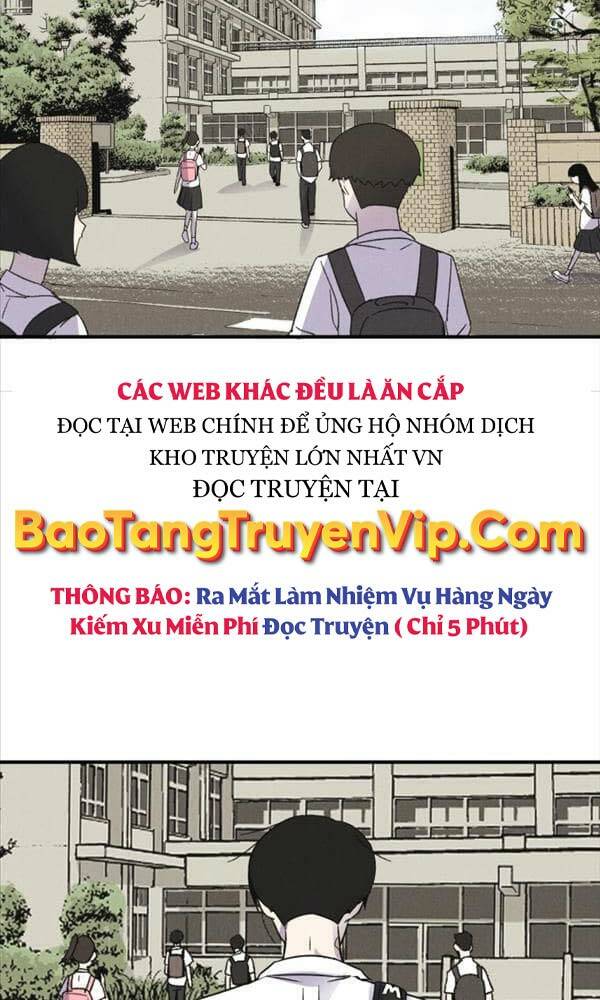 CÁC WEB KHÁC ĐỀU LÀ ĂN CẮP
ĐỌC TẠI WEB CHÍNH ĐỂ ỦNG HỘ NHÓM DỊCH
KHO TRUYỆN LỚN NHẤT VN
ĐỌC TRUYỆN TẠI
BaoTangTruyenVip.Com
THÔNG BÁO: Ra Mắt Làm Nhiệm Vụ Hàng Ngày
Kiếm Xu Miễn Phí Đọc Truyện ( Chỉ 5 Phút)